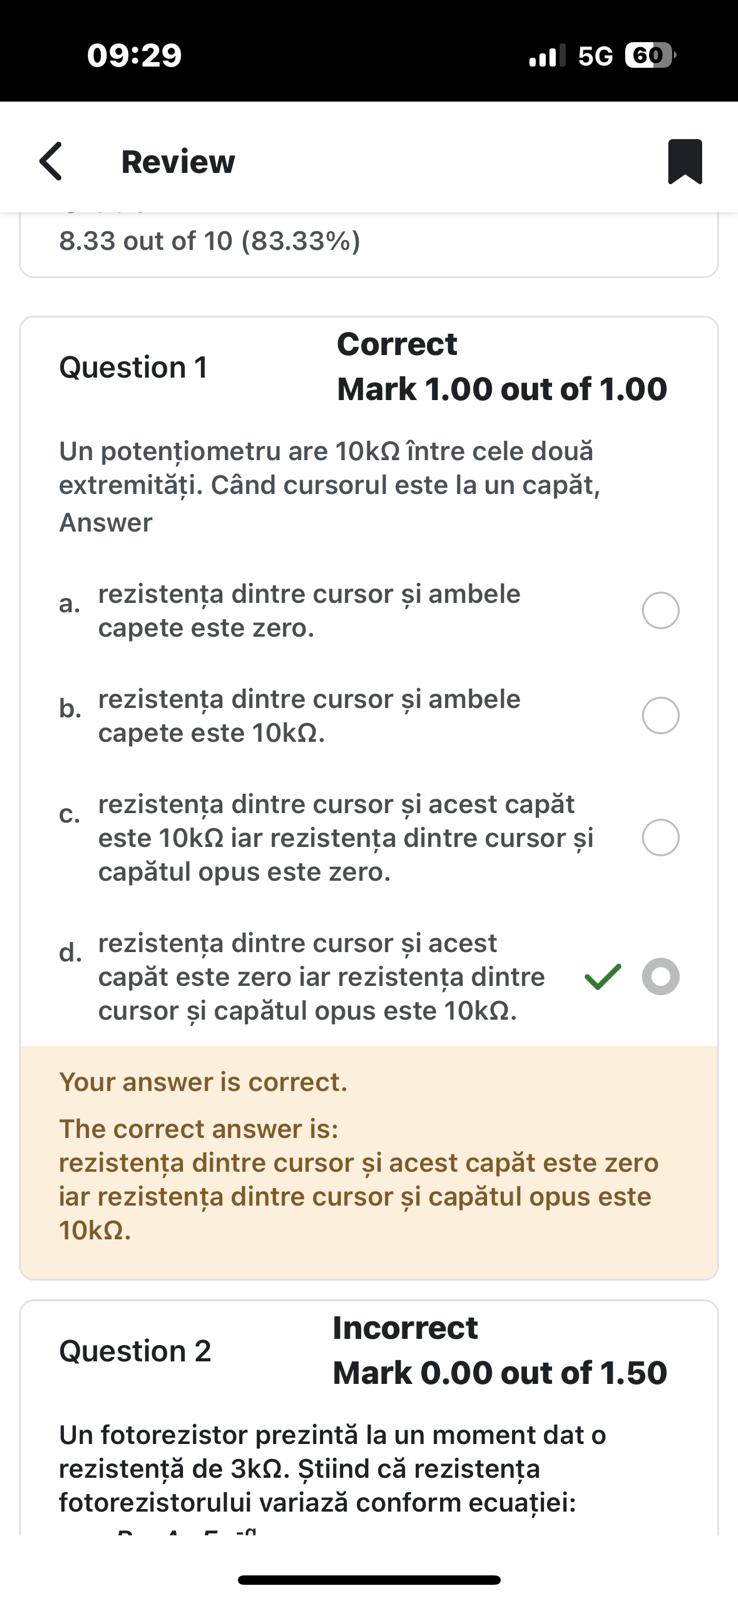 09:29
5G
60
Review
8.33 out of 10 (83.33%)
Question 1
Correct
Mark 1.00 out of 1.00
Un potențiometru are 10kΩ între cele două
extremități. Când cursorul este la un capăt,
Answer
a. rezistența dintre cursor și ambele
capete este zero.
b. rezistența dintre cursor și ambele
capete este 10kΩ.
c. rezistența dintre cursor și acest capăt
este 10kΩ iar rezistența dintre cursor și
capătul opus este zero.
d. rezistența dintre cursor și acest
capăt este zero iar rezistența dintre
cursor și capătul opus este 10kΩ.
Your answer is correct.
The correct answer is:
rezistența dintre cursor și acest capăt este zero
iar rezistența dintre cursor și capătul opus este
10kΩ.
Question 2
Incorrect
Mark 0.00 out of 1.50
Un fotorezistor prezintă la un moment dat o
rezistență de 3kΩ. Știind că rezistența
fotorezistorului variază conform ecuației: